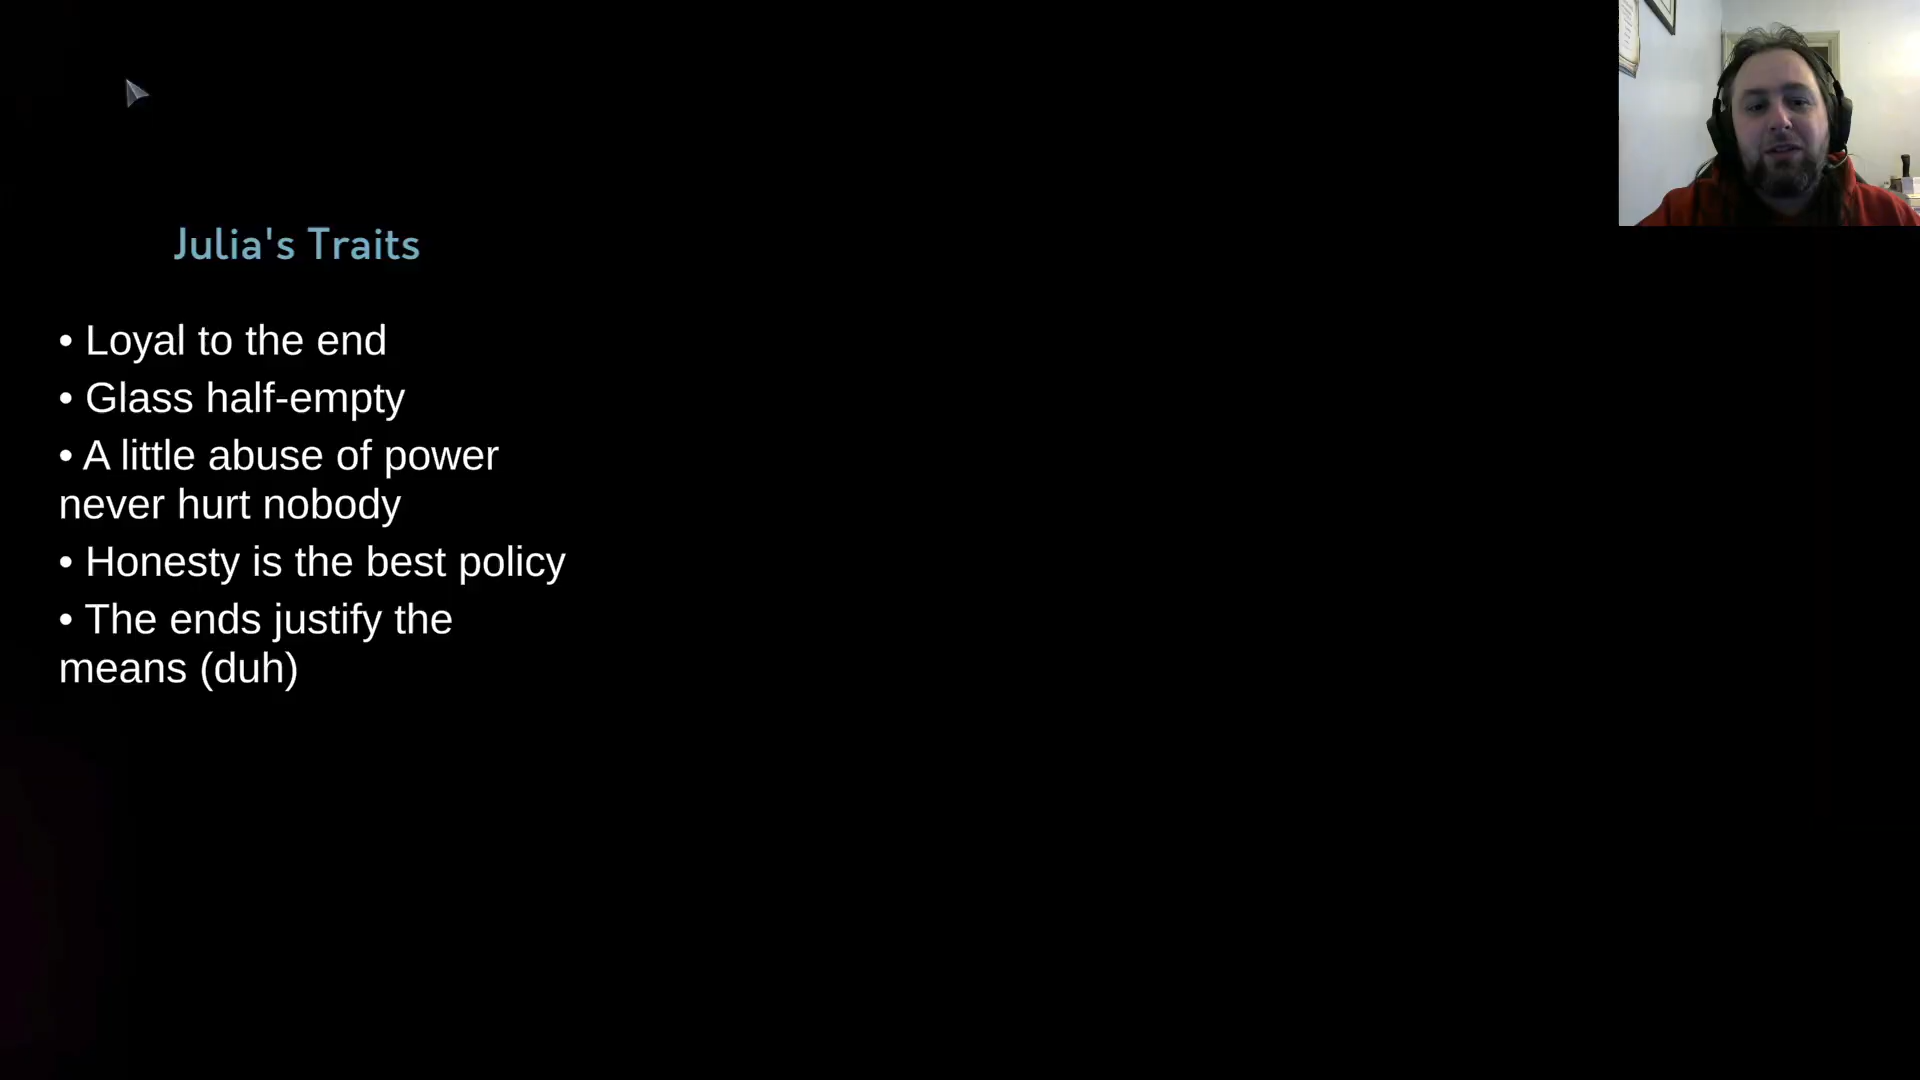 Julia's Traits
• Loyal to the end
• Glass half-empty
• A little abuse of power
never hurt nobody
• Honesty is the best policy
• The ends justify the
means (duh)